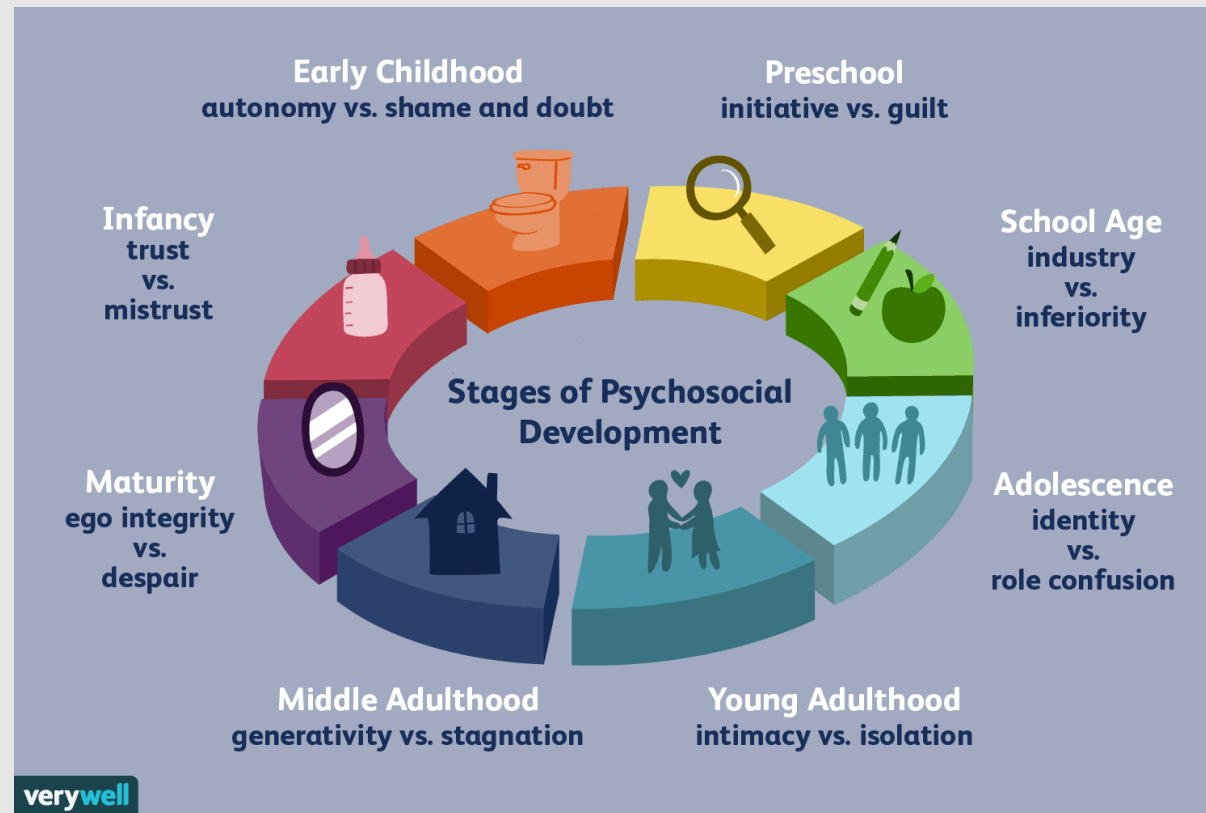 Early Childhood
autonomy vs. shame and doubt
Preschool
initiative vs. guilt
Infancy
trust
vs.
mistrust
School Age
industry
vs.
inferiority
Stages of Psychosocial
Development
Maturity
ego integrity
vs.
despair
Adolescence
identity
vs.
role confusion
Middle Adulthood
generativity vs. stagnation
Young Adulthood
intimacy vs. isolation
verywell